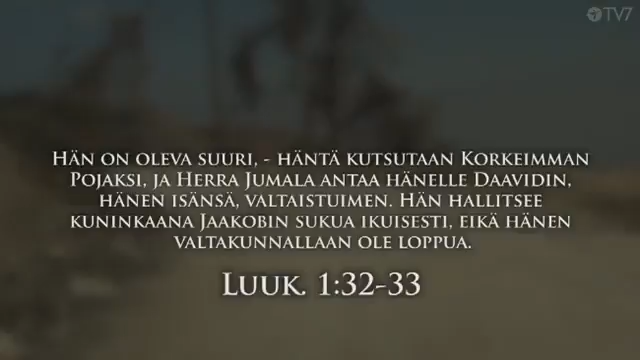 TV7
Hän on oleva suuri, - häntä kutsutaan Korkeimman
Pojaksi, ja Herra Jumala antaa hänelle Daavidin,
hänen isänsä, valtaistuimen. Hän hallitsee
kuninkaana Jaakobin sukua ikuisesti, eikä hänen
valtakunnallaan ole loppua.
Luuk. 1:32-33